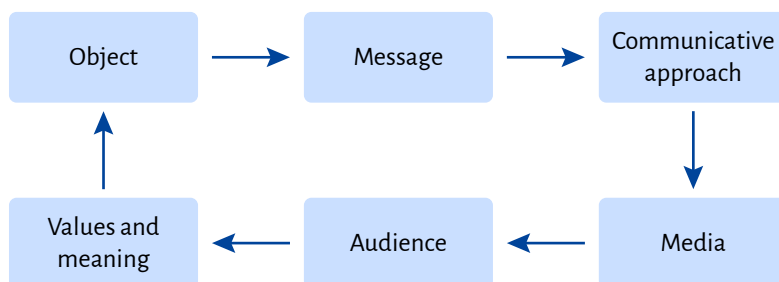 Object
Message
Communicative
approach
Values and
meaning
Audience
Media